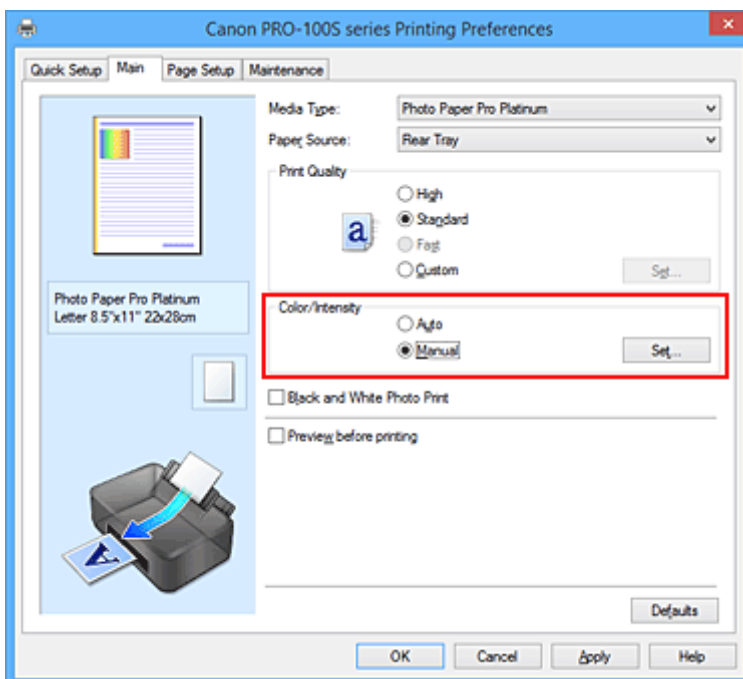 Canon PRO-100S series Printing Preferences
Quick Setup Main Page Setup Maintenance
Media Type: Photo Paper Pro Platinum
Paper Source: Rear Tray
Print Quality
High
Standard
Fast
Custom Set...
a
Photo Paper Pro Platinum
Letter 8.5"x11" 22x28cm
Color/Intensity
Auto
Manual Set...
Black and White Photo Print
Preview before printing
A
Defaults
OK Cancel Apply Help